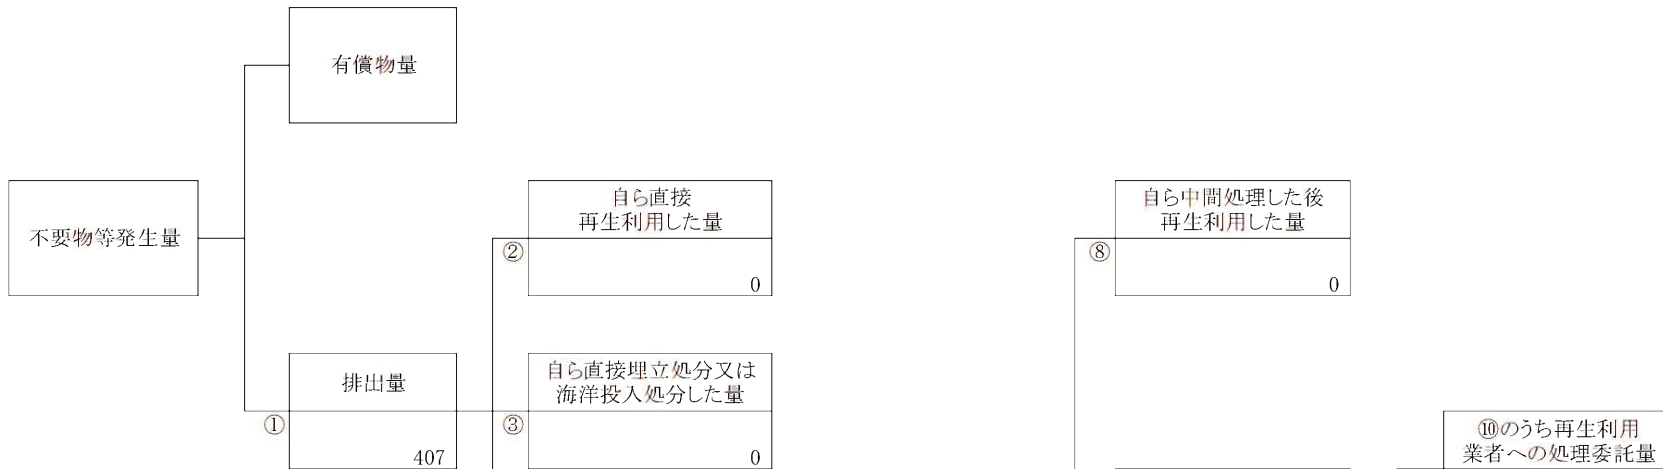 有償物量
不要物等発生量
自ら直接
再生利用した量
②
0
自ら中間処理した後
再生利用した量
⑧
0
排出量
①
407
自ら直接埋立処分又は
海洋投入処分した量
③
0
⑩のうち再生利用
業者への処理委託量